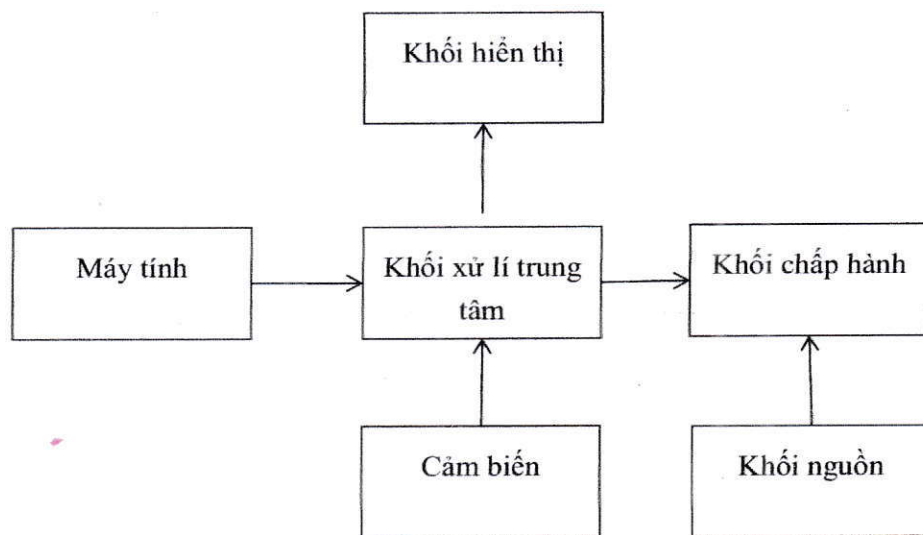 Khối hiển thị
Máy tính
Khối xử lí trung
tâm
Khối chấp hành
Cảm biến
Khối nguồn